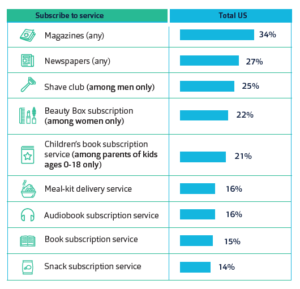 Subscribe to service Total US
Magazines (any) 34%
Newspapers (any) 27%
Shave club (among men only) 25%
Beauty Box subscription
(among women only) 22%
Children's book subscription
service (among parents of kids 21%
ages 0-18 only)
Meal-kit delivery service 16%
Audiobook subscription service 16%
Book subscription service 15%
Snack subscription service 14%